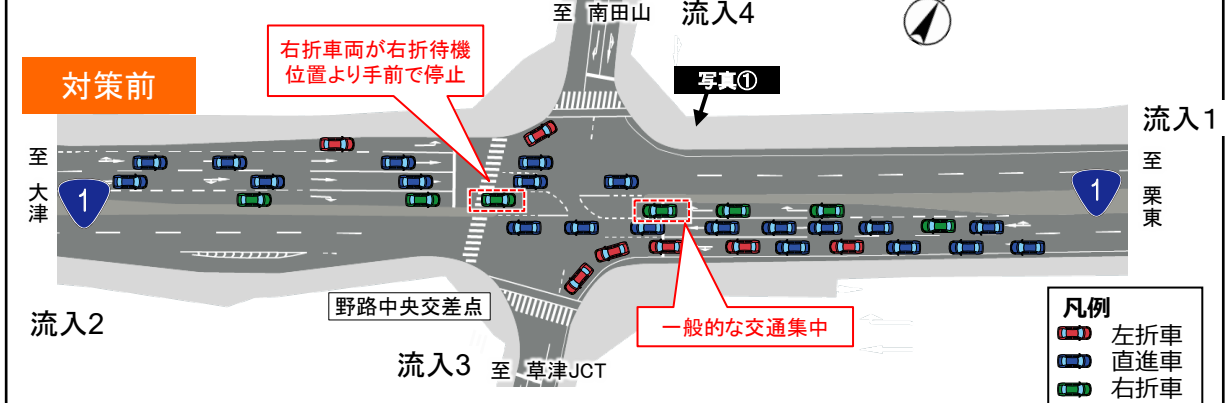 至 南田山
流入4
右折車両が右折待機
位置より手前で停止
対策前
写真①
流入1
至 大津
1
1
至 栗東
野路中央交差点
一般的な交通集中
流入2
流入3
至 草津JCT
凡例
左折車
直進車
右折車